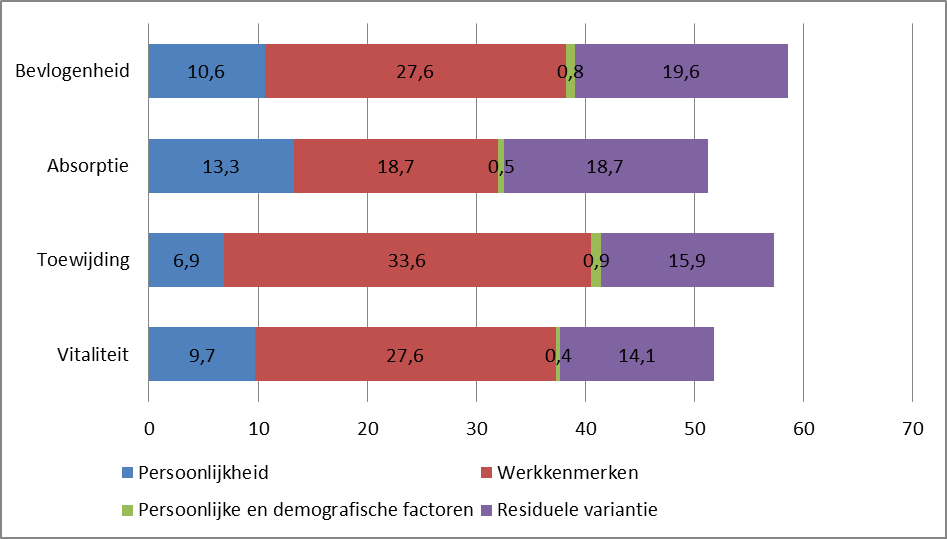 Bevlogenheid 10,6 27,6 0,8 19,6
Absorptie 13,3 18,7 0,5 18,7
Toewijding 6,9 33,6 0,9 15,9
Vitaliteit 9,7 27,6 0,4 14,1
0 10 20 30 40 50 60 70
Persoonlijkheid Werkkenmerken
Persoonlijke en demografische factoren Residuele variantie